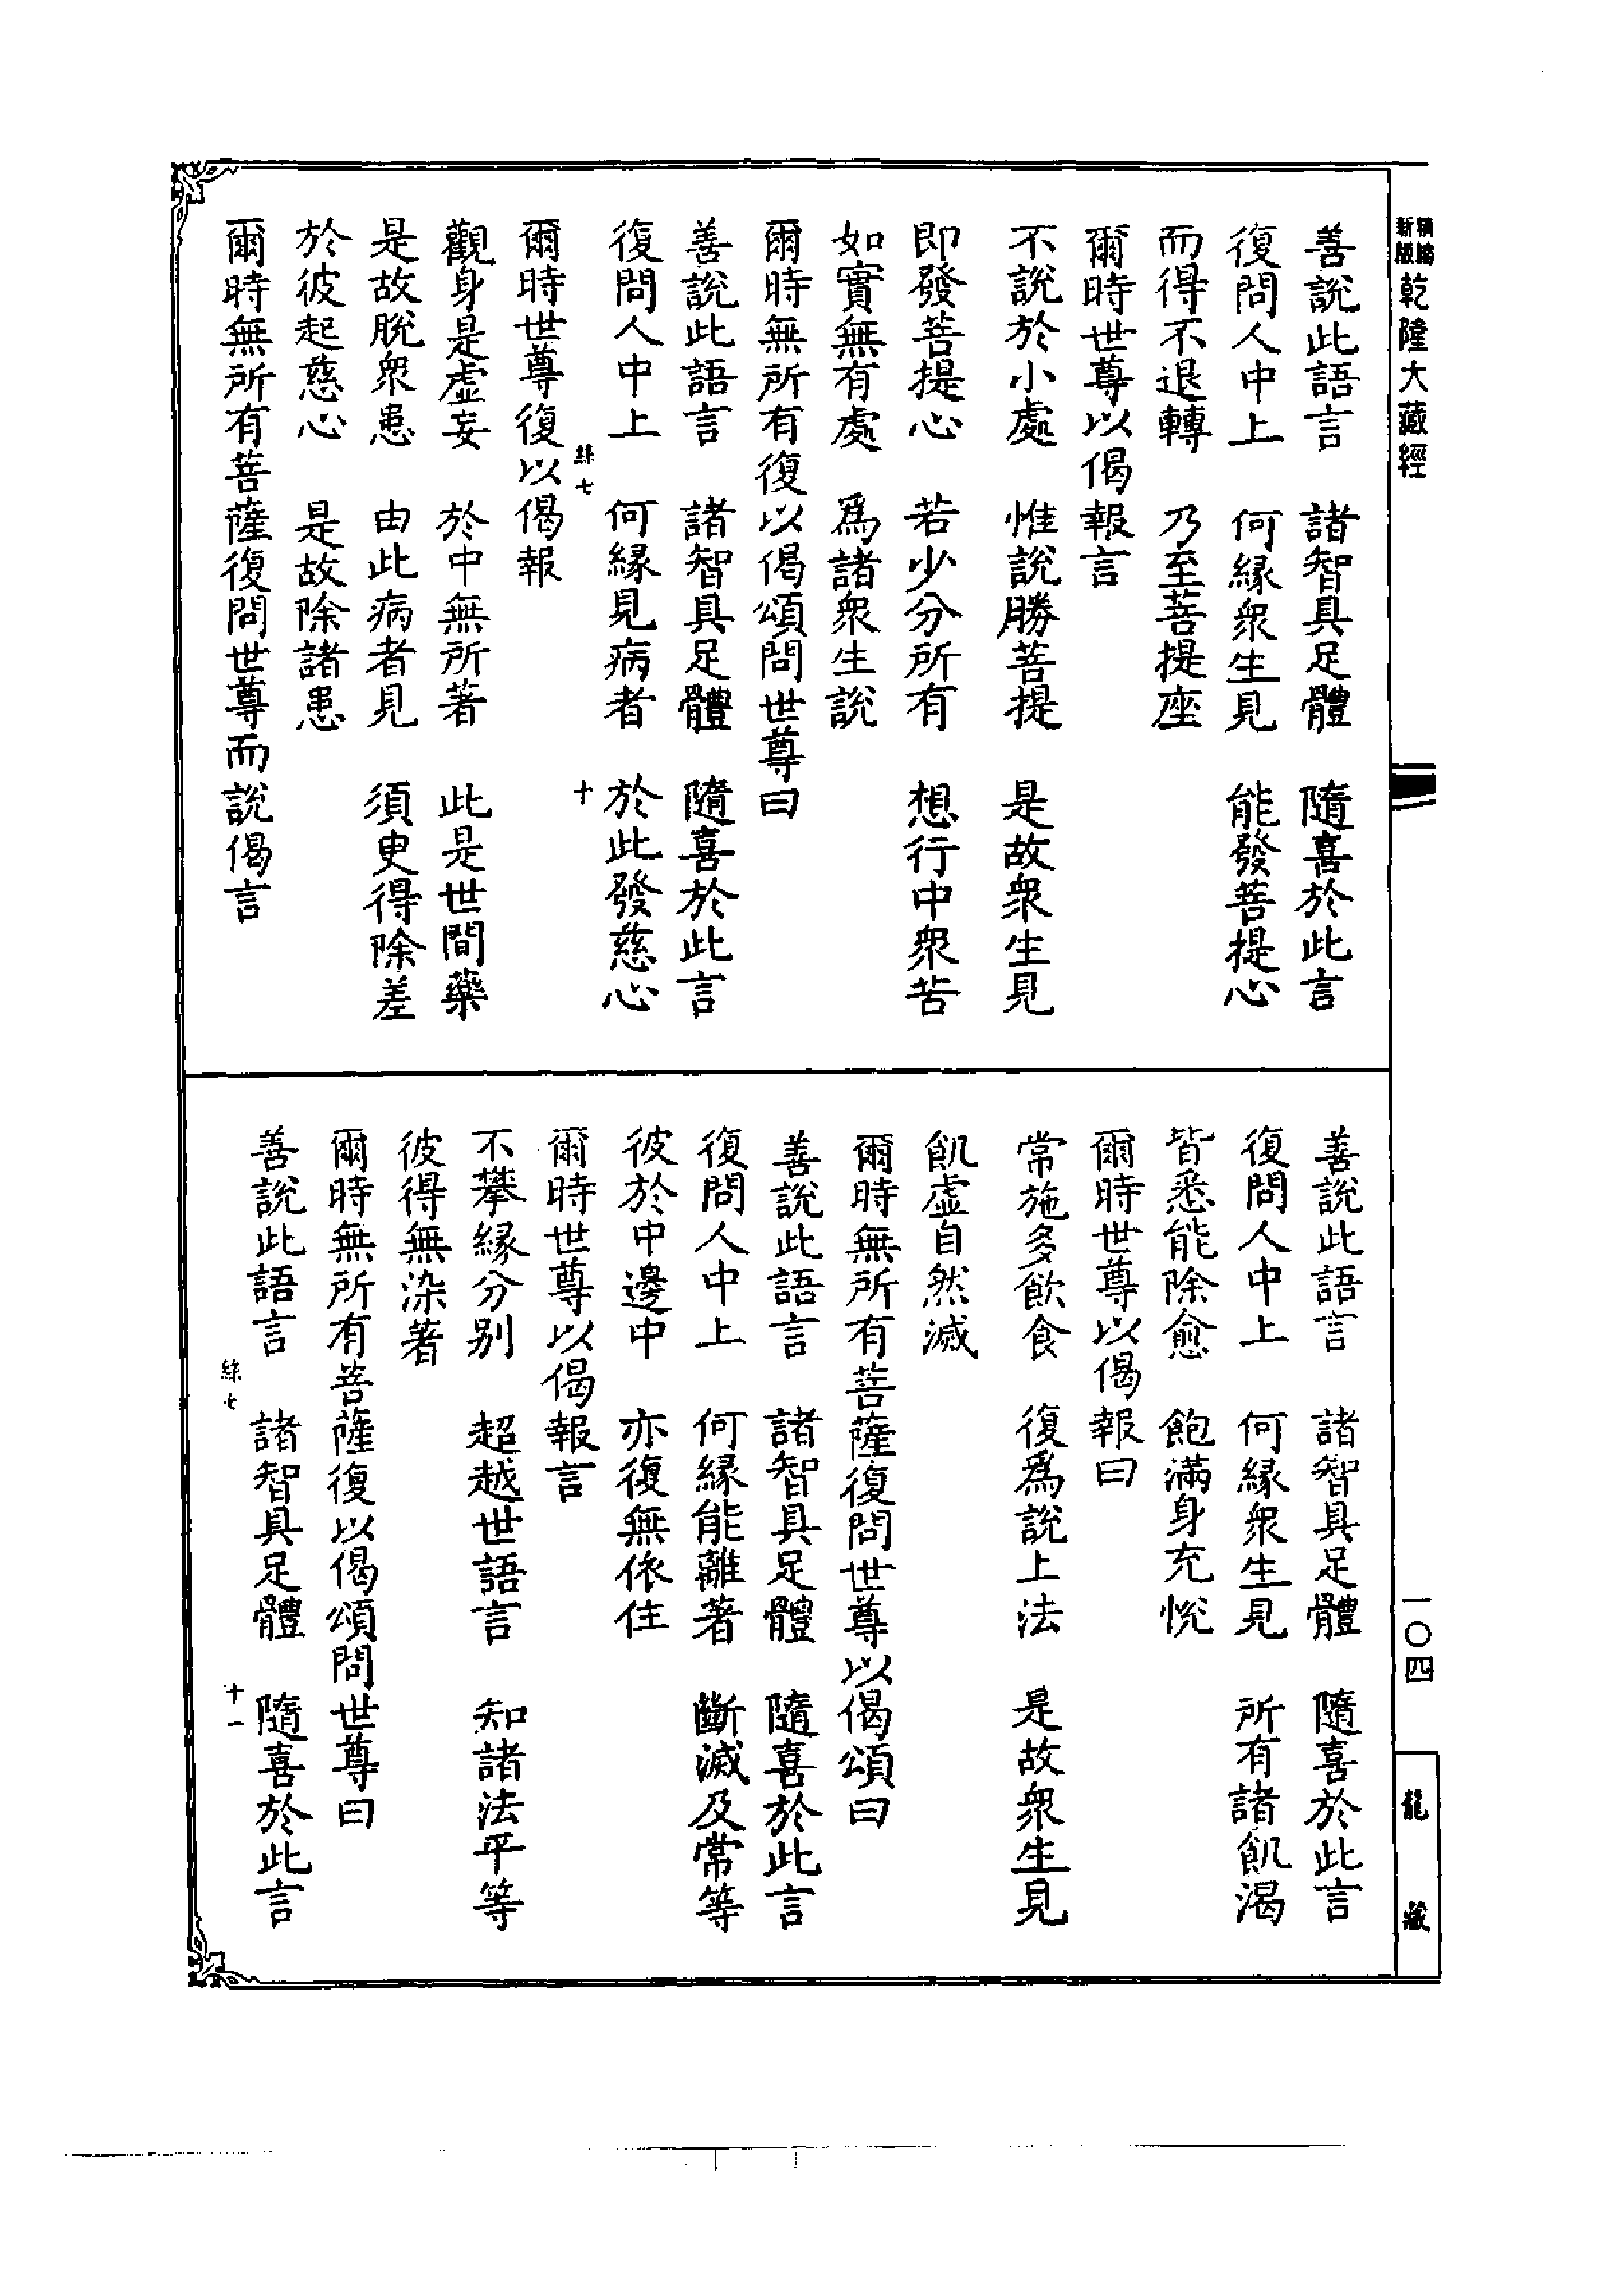 新版精縮乾隆大藏經
善說此語言　諸智具足體　隨喜於此言
復問人中上　何緣衆生見　能發菩提心
而得不退轉　乃至菩提座
爾時世尊以偈報言
不說於小處　惟說勝菩提　是故衆生見
即發菩提心　若少分所有　想行中衆苦
如實無有處　爲諸衆生說
爾時無所有復以偈頌問世尊曰
善說此語言　諸智具足體　隨喜於此言
復問人中上　何緣見病者　於此發慈心
絲七　十
爾時世尊復以偈報
觀身是虛妄　於中無所著　此是世間藥
是故脫衆患　由此病者見　須臾得除差
於彼起慈心　是故除諸患
爾時無所有菩薩復問世尊而說偈言
善說此語言　諸智具足體　隨喜於此言
復問人中上　何緣衆生見　所有諸飢渴
皆悉能除愈　飽滿身充悅
爾時世尊以偈報曰
常施多飲食　復爲說上法　是故衆生見
飢虛自然滅
爾時無所有菩薩復問世尊以偈頌曰
善說此語言　諸智具足體　隨喜於此言
復問人中上　何緣能離著　斷滅及常等
彼於中邊中　亦復無依住
爾時世尊以偈報言
不攀緣分別　超越世語言　知諸法平等
彼得無染著
爾時無所有菩薩復以偈頌問世尊曰
善說此語言　諸智具足體　隨喜於此言
絲七　十一
一〇四
龍藏